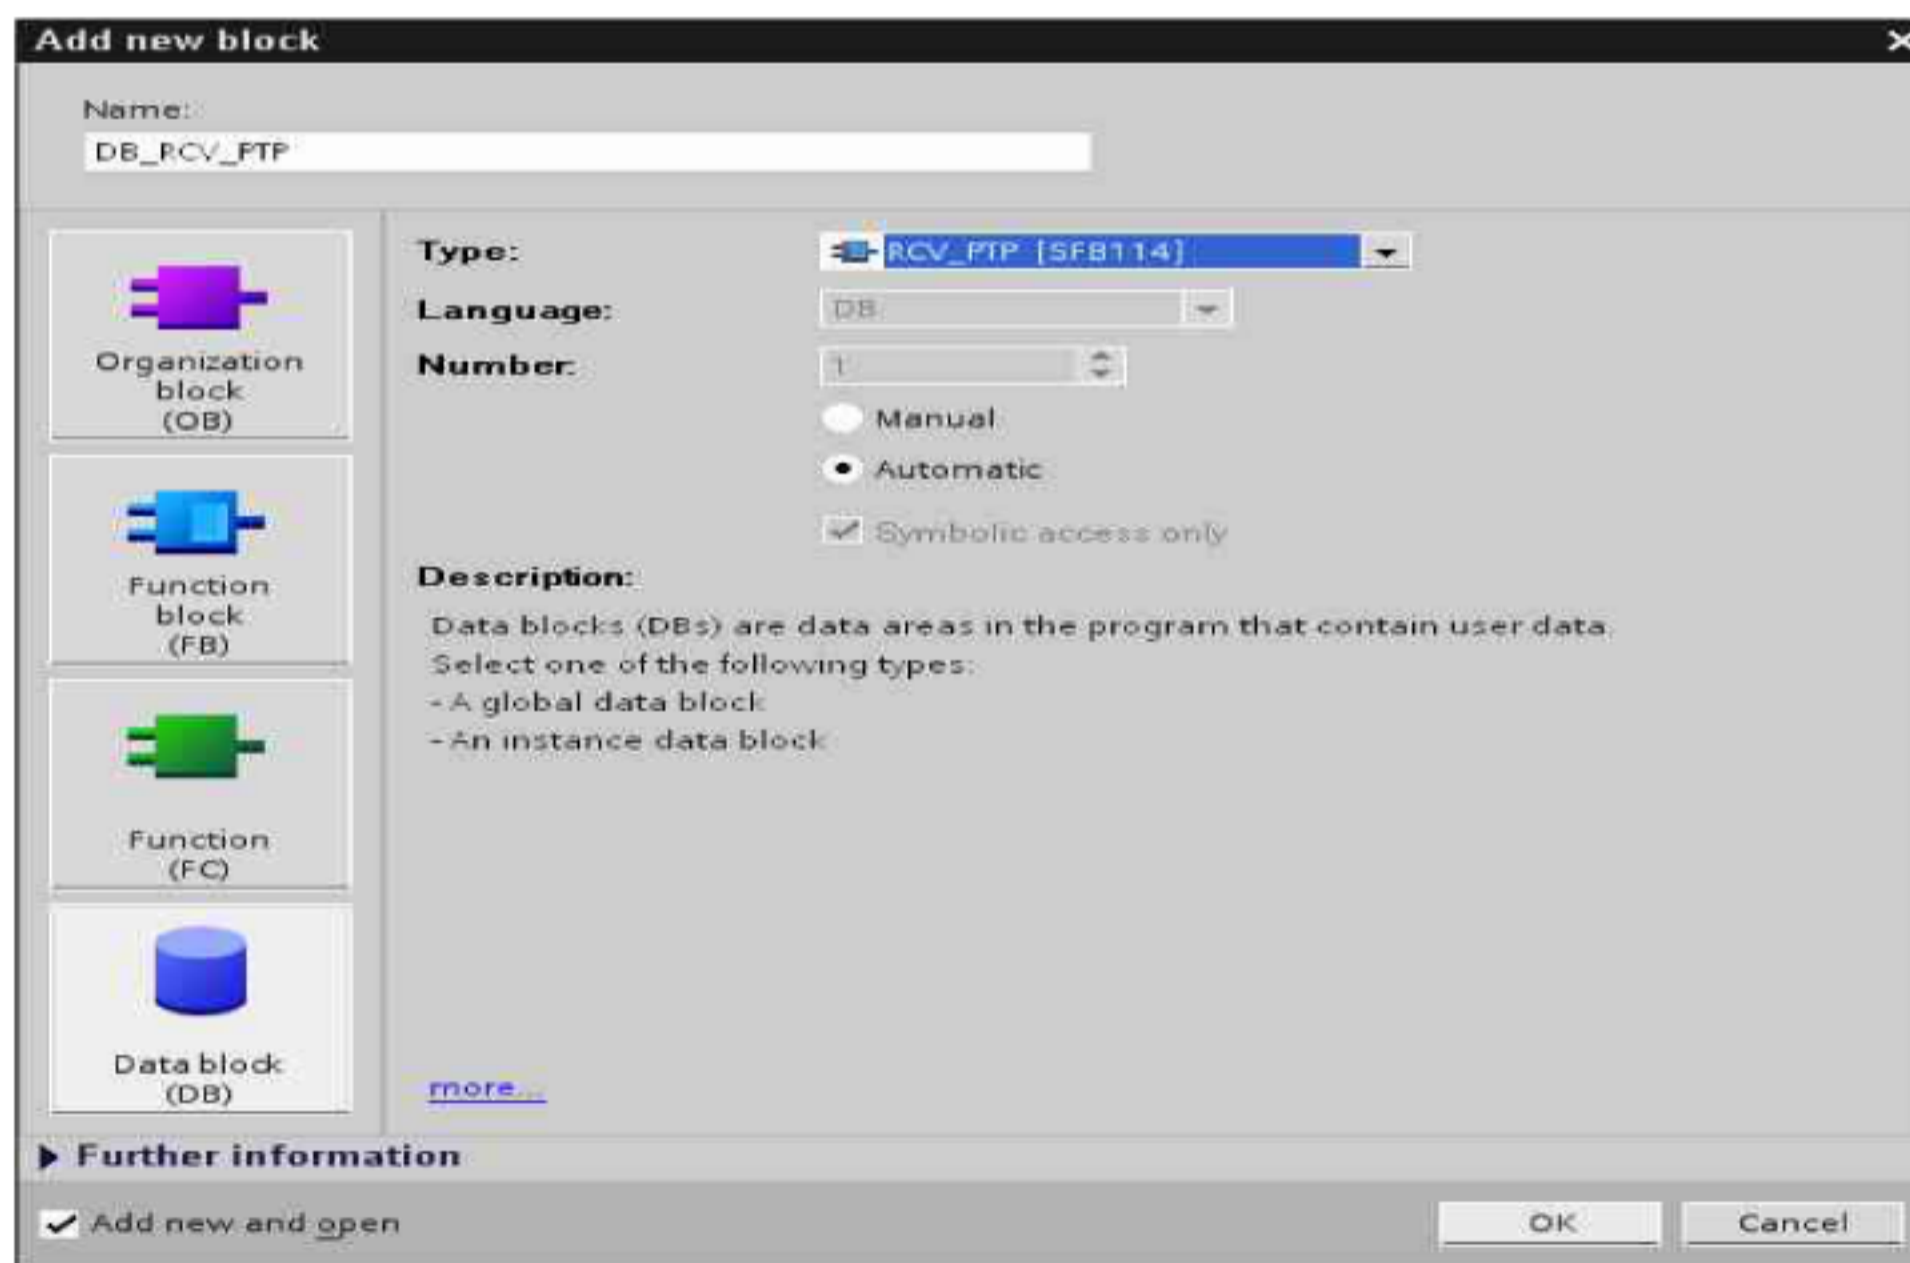 Add new block
Name:
DB_RCV_PTP
Organization
block
(OB)
Function
block
(FB)
Function
(FC)
Data block
(DB)
Type:
RCV_PTP [SFB114]
Language:
DB
Number:
1
Manual
Automatic
Symbolic access only
Description:
Data blocks (DBs) are data areas in the program that contain user data.
Select one of the following types:
- A global data block
- An instance data block
more...
Further information
Add new and open
OK
Cancel